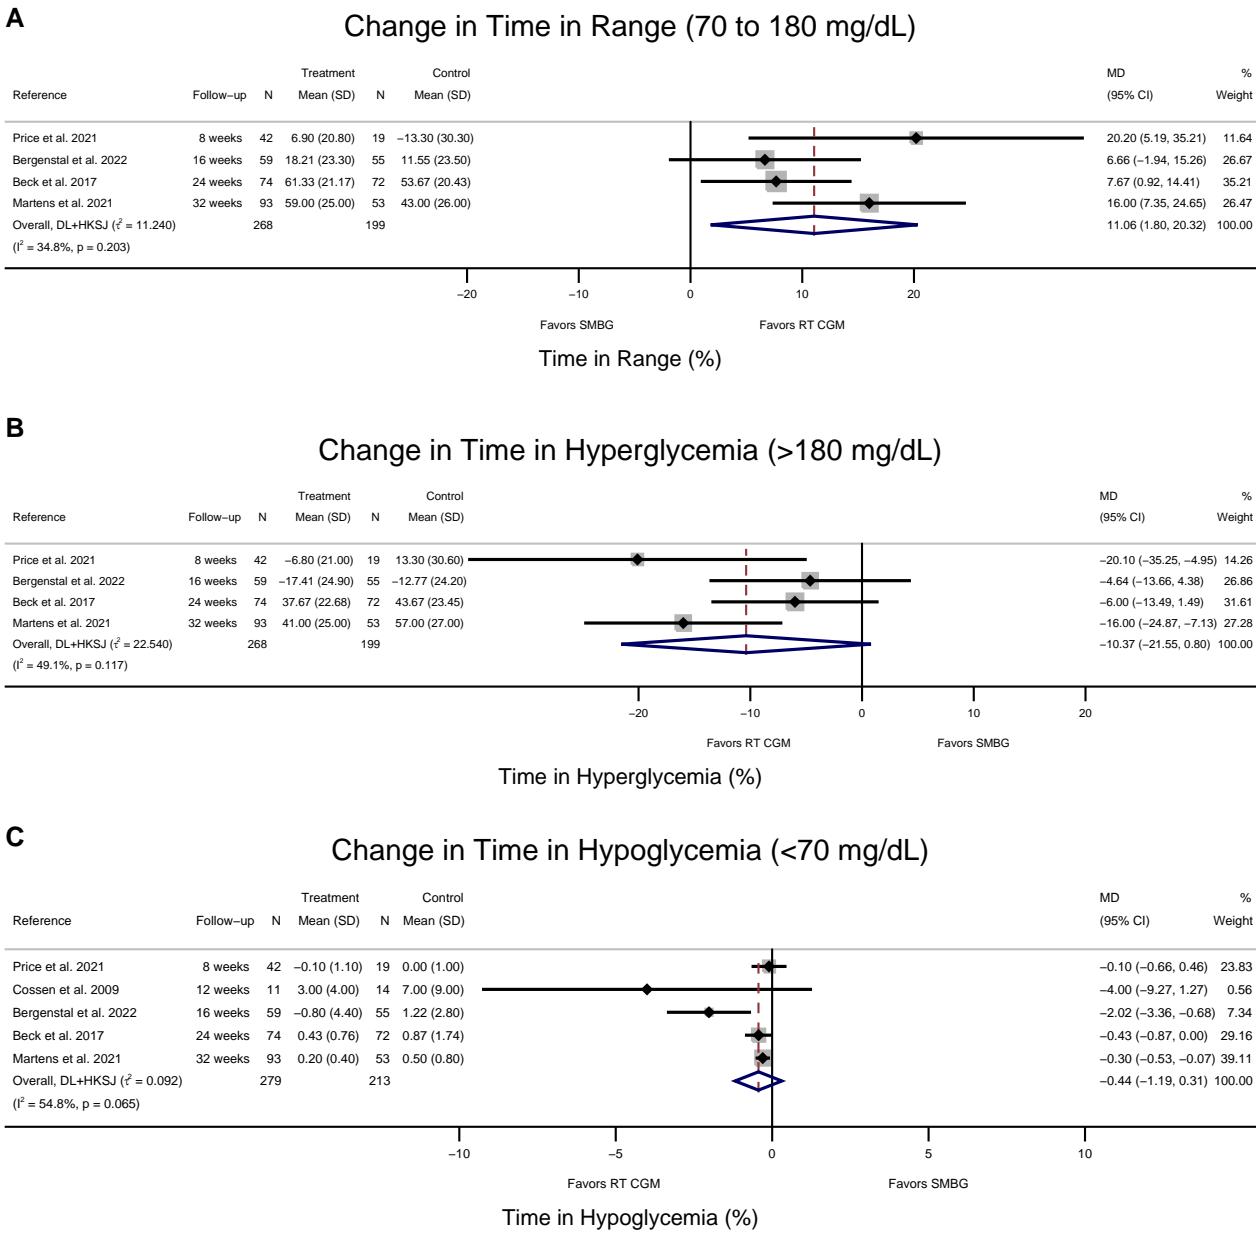 A
Change in Time in Range (70 to 180 mg/dL)
Treatment Control MD %
Reference Follow−up N Mean (SD) N Mean (SD) (95% CI) Weight
Price et al. 2021 8 weeks 42 6.90 (20.80) 19 −13.30 (30.30) 20.20 (5.19, 35.21) 11.64
Bergenstal et al. 2022 16 weeks 59 18.21 (23.30) 55 11.55 (23.50) 6.66 (−1.94, 15.26) 26.67
Beck et al. 2017 24 weeks 74 61.33 (21.17) 72 53.67 (20.43) 7.67 (0.92, 14.41) 35.21
Martens et al. 2021 32 weeks 93 59.00 (25.00) 53 43.00 (26.00) 16.00 (7.35, 24.65) 26.47
Overall, DL+HKSJ (τ² = 11.240) 268 199 11.06 (1.80, 20.32) 100.00
(I² = 34.8%, p = 0.203)
−20 −10 0 10 20
Favors SMBG Favors RT CGM
Time in Range (%)
B
Change in Time in Hyperglycemia (>180 mg/dL)
Treatment Control MD %
Reference Follow−up N Mean (SD) N Mean (SD) (95% CI) Weight
Price et al. 2021 8 weeks 42 −6.80 (21.00) 19 13.30 (30.60) −20.10 (−35.25, −4.95) 14.26
Bergenstal et al. 2022 16 weeks 59 −17.41 (24.90) 55 −12.77 (24.20) −4.64 (−13.66, 4.38) 26.86
Beck et al. 2017 24 weeks 74 37.67 (22.68) 72 43.67 (23.45) −6.00 (−13.49, 1.49) 31.61
Martens et al. 2021 32 weeks 93 41.00 (25.00) 53 57.00 (27.00) −16.00 (−24.87, −7.13) 27.28
Overall, DL+HKSJ (τ² = 22.540) 268 199 −10.37 (−21.55, 0.80) 100.00
(I² = 49.1%, p = 0.117)
−20 −10 0 10 20
Favors RT CGM Favors SMBG
Time in Hyperglycemia (%)
C
Change in Time in Hypoglycemia (<70 mg/dL)
Treatment Control MD %
Reference Follow−up N Mean (SD) N Mean (SD) (95% CI) Weight
Price et al. 2021 8 weeks 42 −0.10 (1.10) 19 0.00 (1.00) −0.10 (−0.66, 0.46) 23.83
Cossen et al. 2009 12 weeks 11 3.00 (4.00) 14 7.00 (9.00) −4.00 (−9.27, 1.27) 0.56
Bergenstal et al. 2022 16 weeks 59 −0.80 (4.40) 55 1.22 (2.80) −2.02 (−3.36, −0.68) 7.34
Beck et al. 2017 24 weeks 74 0.43 (0.76) 72 0.87 (1.74) −0.43 (−0.87, 0.00) 29.16
Martens et al. 2021 32 weeks 93 0.20 (0.40) 53 0.50 (0.80) −0.30 (−0.53, −0.07) 39.11
Overall, DL+HKSJ (τ² = 0.092) 279 213 −0.44 (−1.19, 0.31) 100.00
(I² = 54.8%, p = 0.065)
−10 −5 0 5 10
Favors RT CGM Favors SMBG
Time in Hypoglycemia (%)